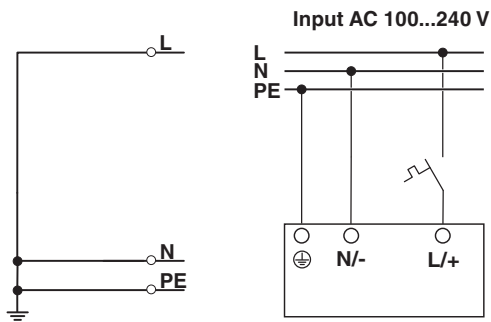 Input AC 100...240 V
L
N
PE
L
N
PE
N/-
L/+